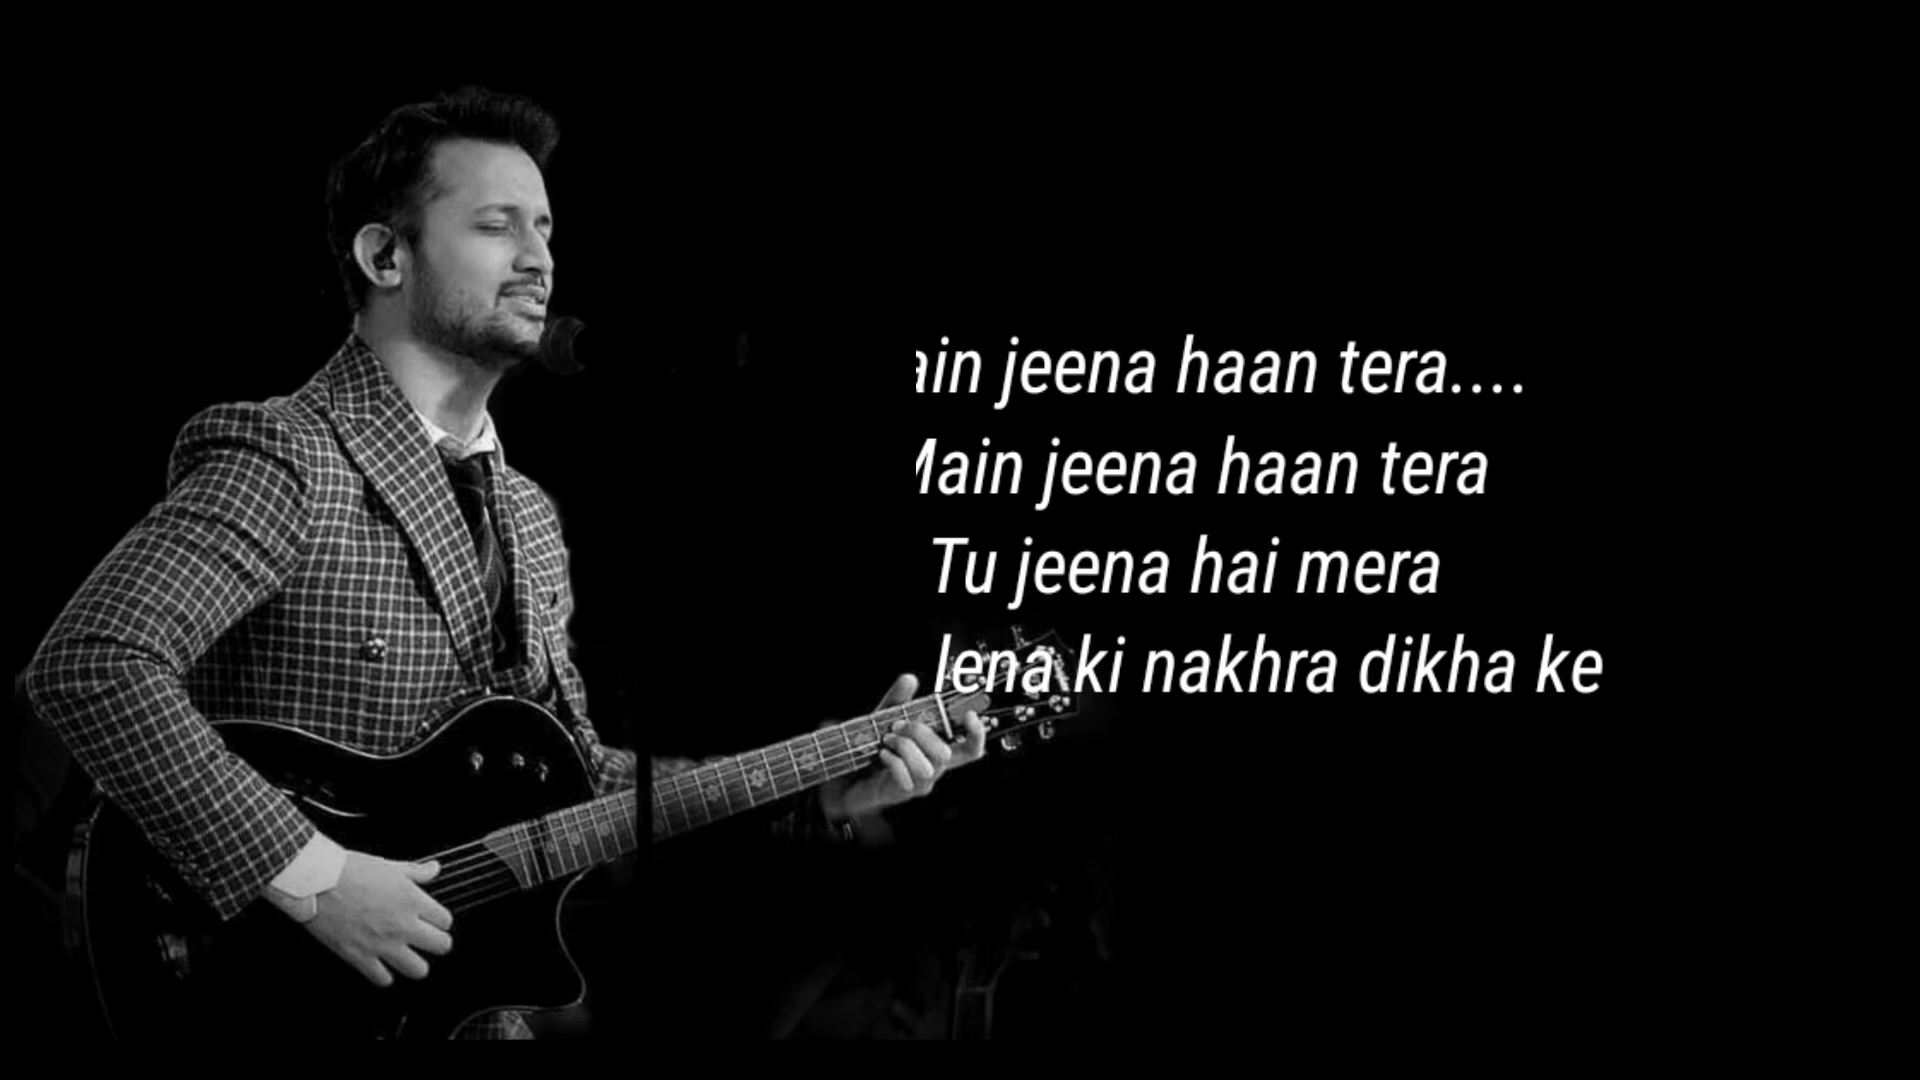 ain jeena haan tera....
Main jeena haan tera
Tu jeena hai mera
lena ki nakhra dikha ke